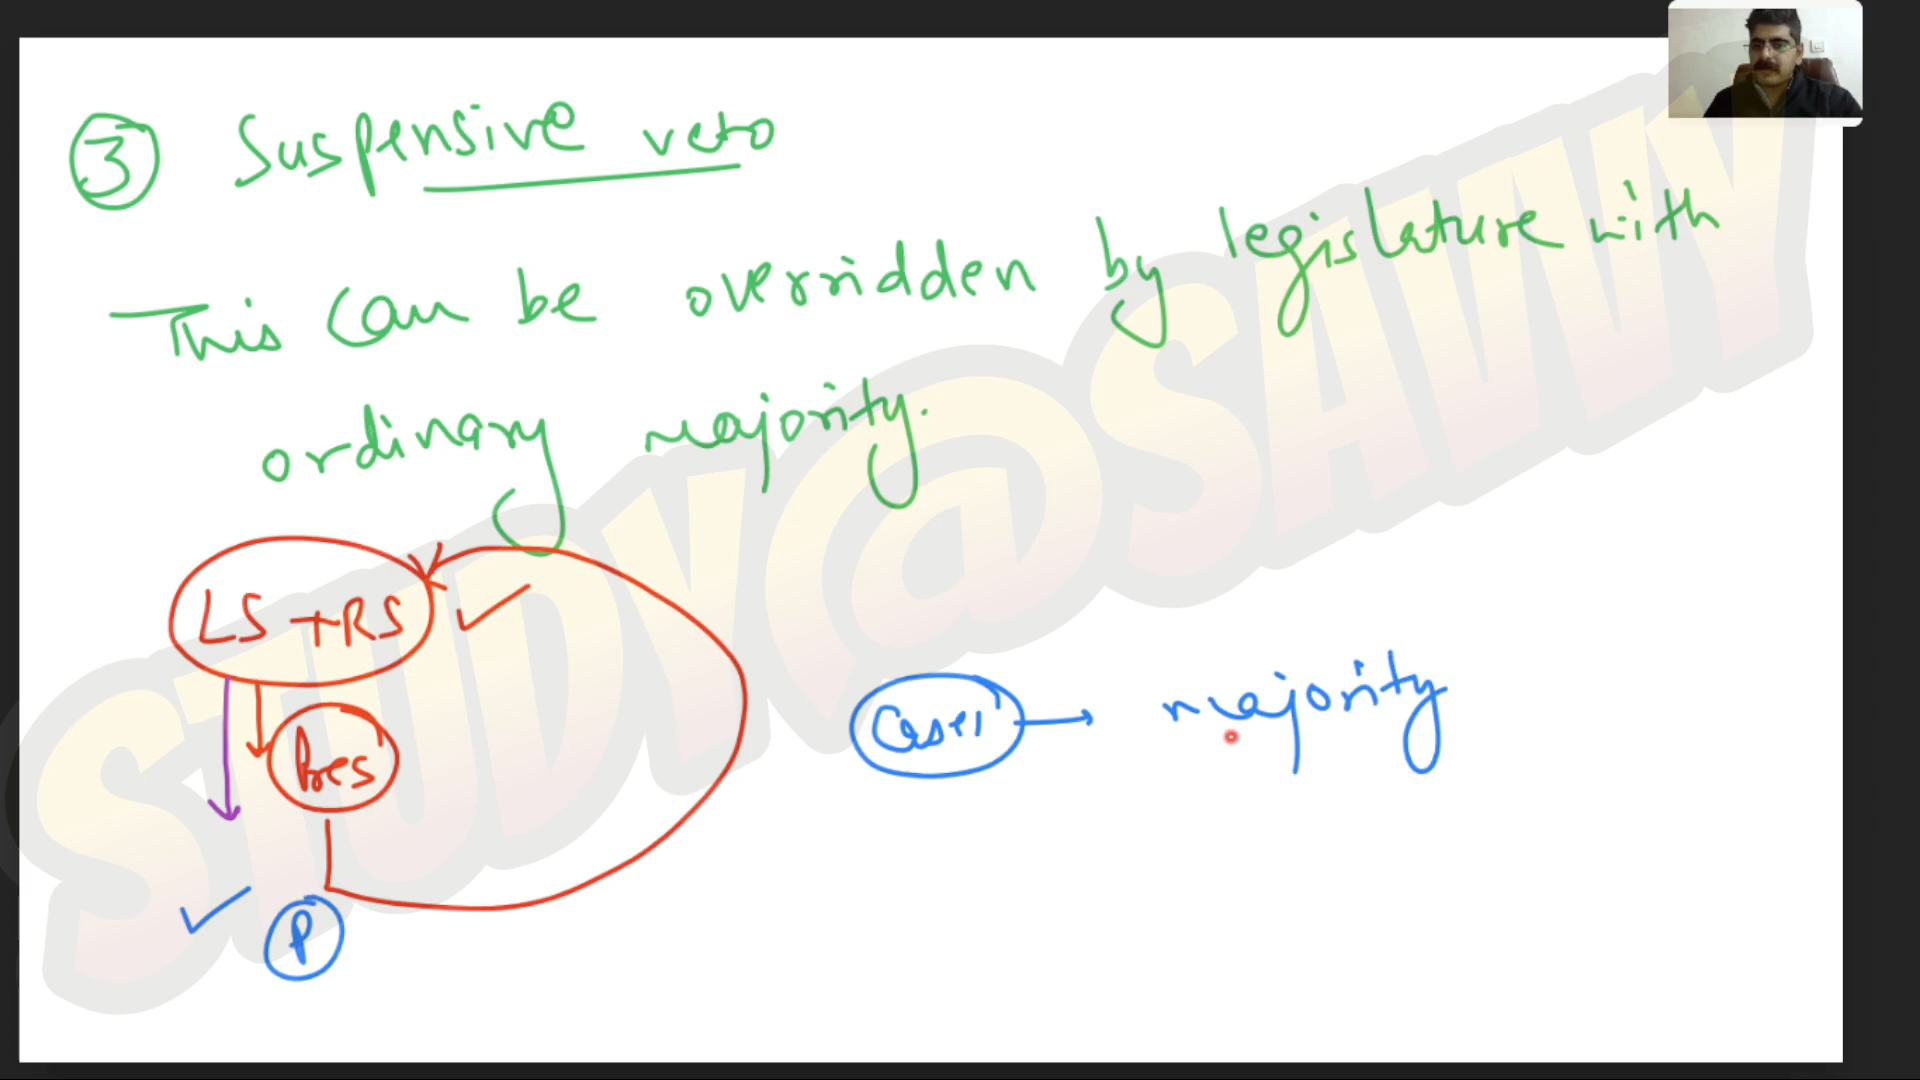 3 Suspensive veto
This can be overridden by legislature with
ordinary majority.
LS + RS
Pres
P
Case 1 → majority
STUDY@SAVVY